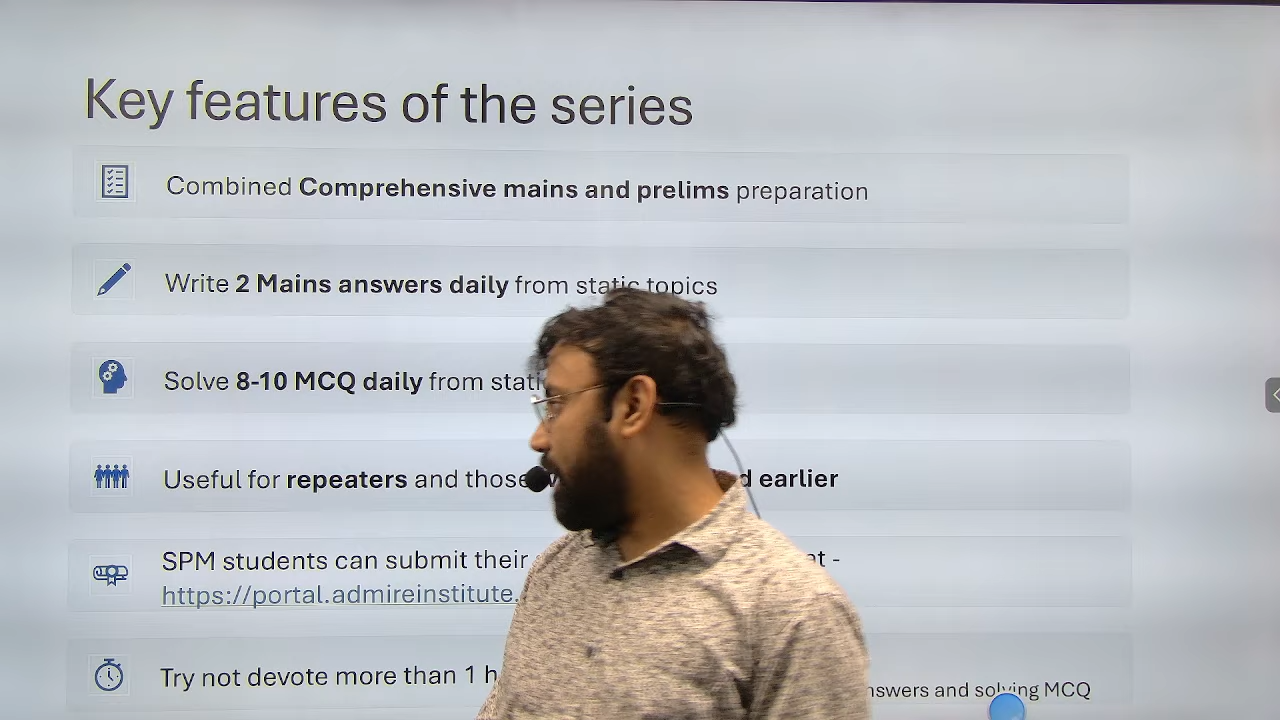 Key features of the series
Combined Comprehensive mains and prelims preparation
Write 2 Mains answers daily from static topics
Solve 8-10 MCQ daily from
Useful for repeaters and those earlier
SPM students can submit their -
https://portal.admireinstitute.
Try not devote more than 1 and solving MCQ